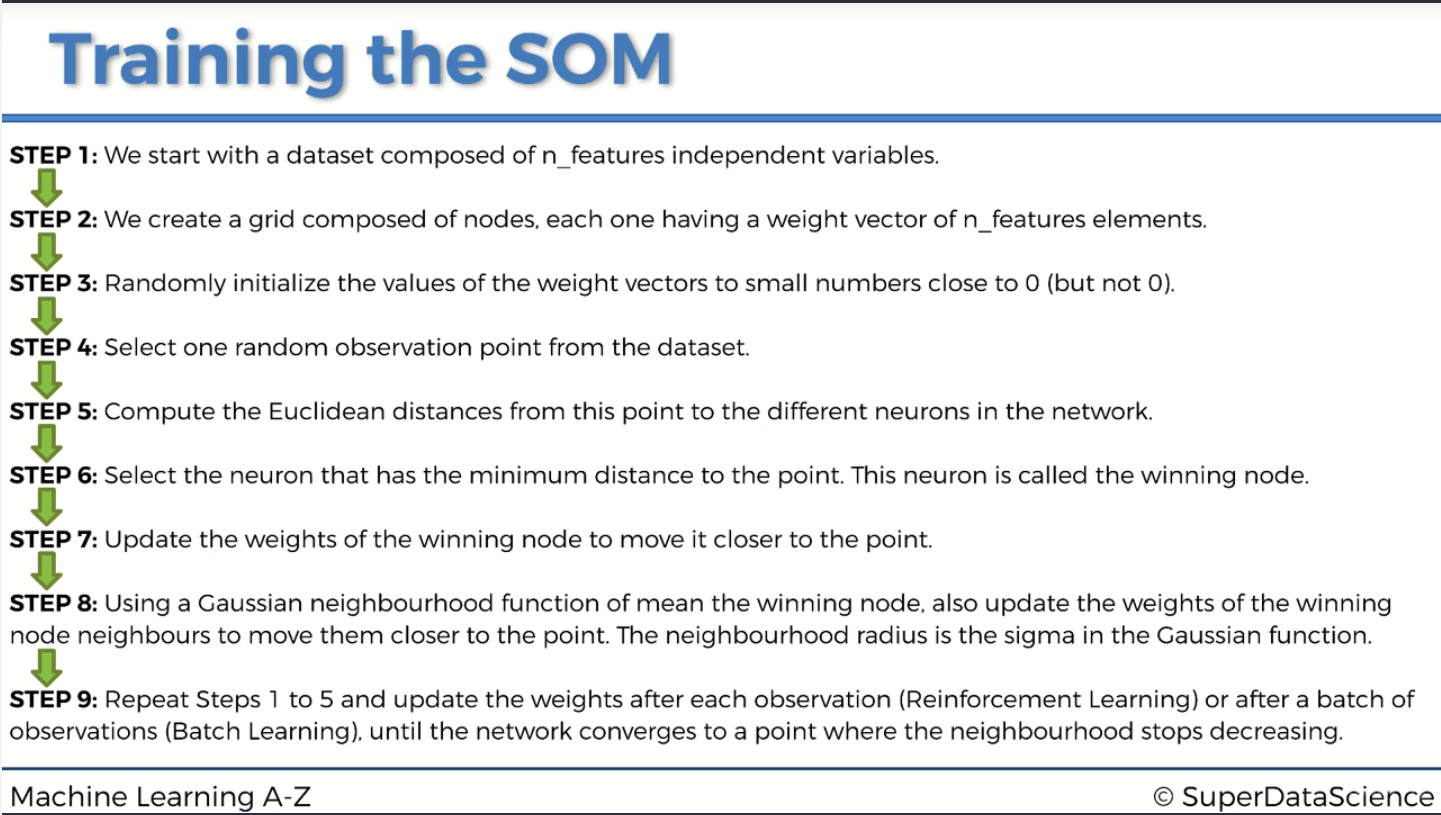 Training the SOM
STEP 1: We start with a dataset composed of n_features independent variables.
STEP 2: We create a grid composed of nodes, each one having a weight vector of n_features elements.
STEP 3: Randomly initialize the values of the weight vectors to small numbers close to 0 (but not 0).
STEP 4: Select one random observation point from the dataset.
STEP 5: Compute the Euclidean distances from this point to the different neurons in the network.
STEP 6: Select the neuron that has the minimum distance to the point. This neuron is called the winning node.
STEP 7: Update the weights of the winning node to move it closer to the point.
STEP 8: Using a Gaussian neighbourhood function of mean the winning node, also update the weights of the winning
node neighbours to move them closer to the point. The neighbourhood radius is the sigma in the Gaussian function.
STEP 9: Repeat Steps 1 to 5 and update the weights after each observation (Reinforcement Learning) or after a batch of
observations (Batch Learning), until the network converges to a point where the neighbourhood stops decreasing.
Machine Learning A-Z
© SuperDataScience